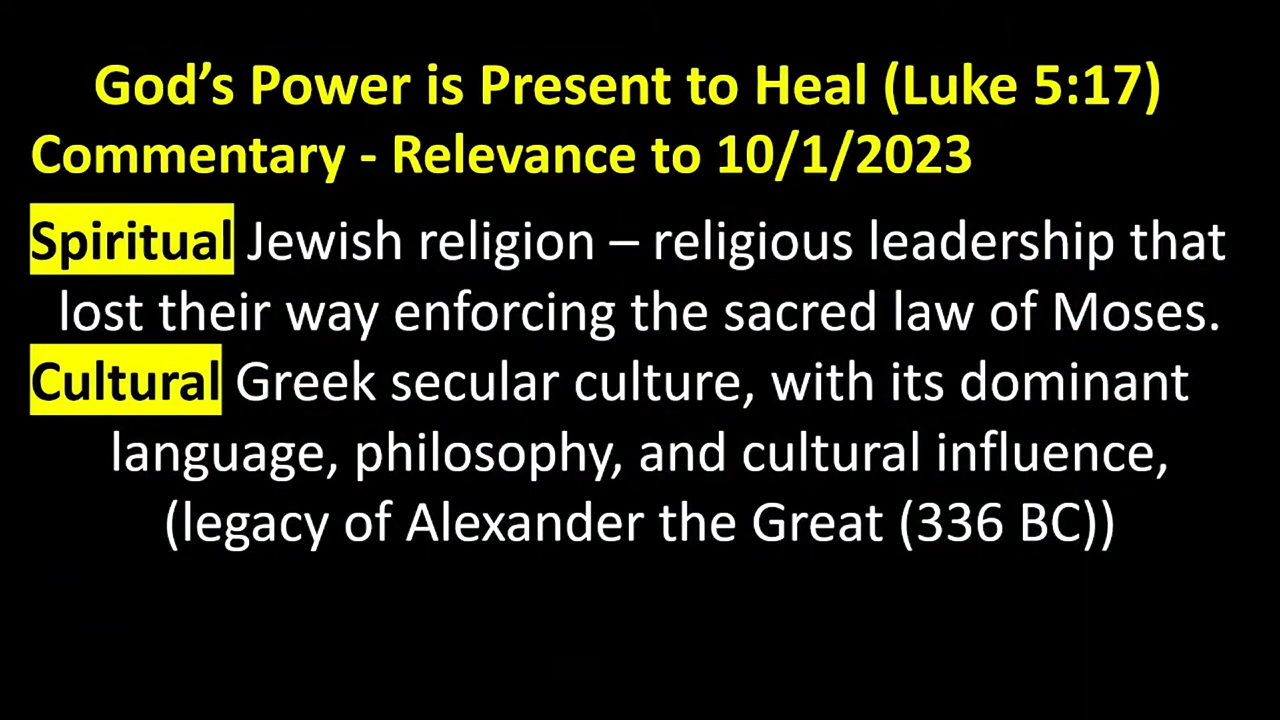 God’s Power is Present to Heal (Luke 5:17)
Commentary - Relevance to 10/1/2023
Spiritual Jewish religion – religious leadership that
lost their way enforcing the sacred law of Moses.
Cultural Greek secular culture, with its dominant
language, philosophy, and cultural influence,
(legacy of Alexander the Great (336 BC))